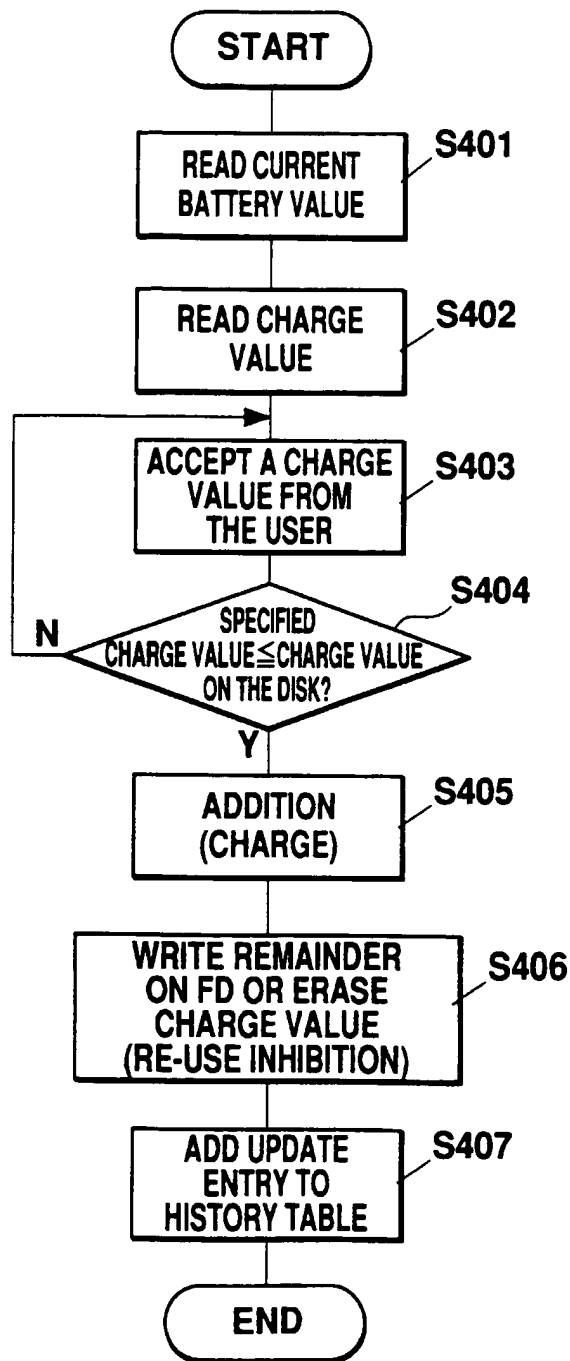 START
S401
READ CURRENT
BATTERY VALUE
S402
READ CHARGE
VALUE
S403
ACCEPT A CHARGE
VALUE FROM
THE USER
S404
N
SPECIFIED
CHARGE VALUE≦CHARGE VALUE
ON THE DISK?
Y
S405
ADDITION
(CHARGE)
S406
WRITE REMAINDER
ON FD OR ERASE
CHARGE VALUE
(RE-USE INHIBITION)
S407
ADD UPDATE
ENTRY TO
HISTORY TABLE
END